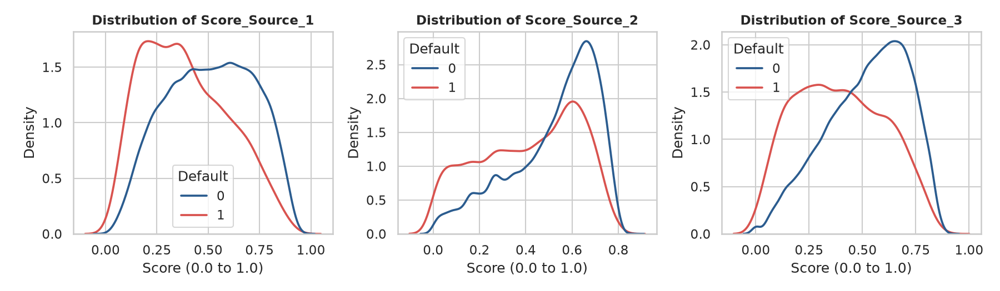 Distribution of Score_Source_1
Density
1.5
1.0
0.5
0.0
Default
0
1
0.00 0.25 0.50 0.75 1.00
Score (0.0 to 1.0)
Distribution of Score_Source_2
Density
2.5
2.0
1.5
1.0
0.5
0.0
Default
0
1
0.0 0.2 0.4 0.6 0.8
Score (0.0 to 1.0)
Distribution of Score_Source_3
Density
2.0
1.5
1.0
0.5
0.0
Default
0
1
0.00 0.25 0.50 0.75 1.00
Score (0.0 to 1.0)